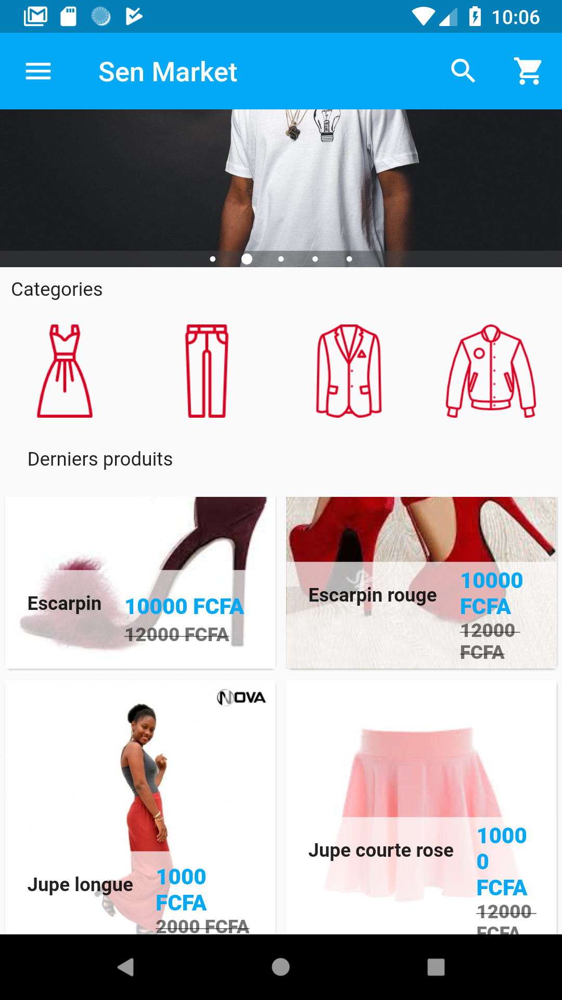 10:06
Sen Market
Categories
Derniers produits
Escarpin
10000 FCFA
12000 FCFA
Escarpin rouge
10000
FCFA
12000
FCFA
NOVA
Jupe longue
1000
FCFA
2000 FCFA
Jupe courte rose
1000
0
FCFA
12000
FCFA